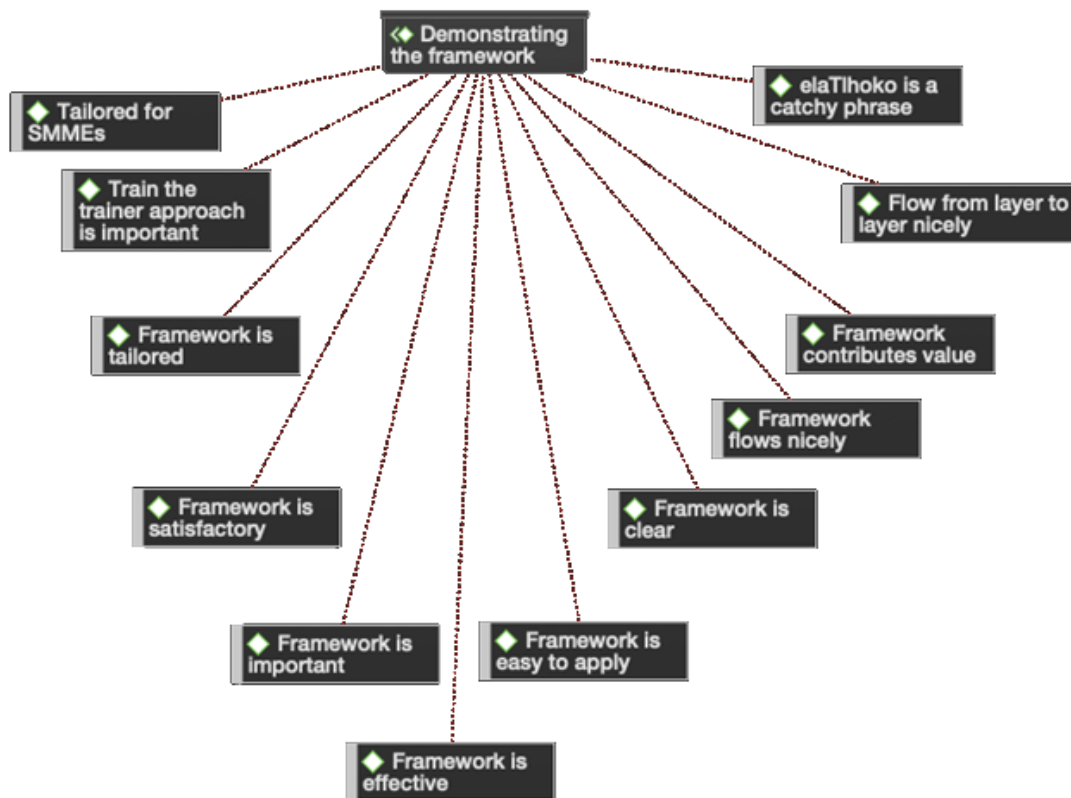 Demonstrating
the framework
elaTlhoko is a
catchy phrase
Tailored for
SMMEs
Train the
trainer approach
is important
Flow from layer to
layer nicely
Framework is
tailored
Framework
contributes value
Framework
flows nicely
Framework is
satisfactory
Framework is
clear
Framework is
important
Framework is
easy to apply
Framework is
effective